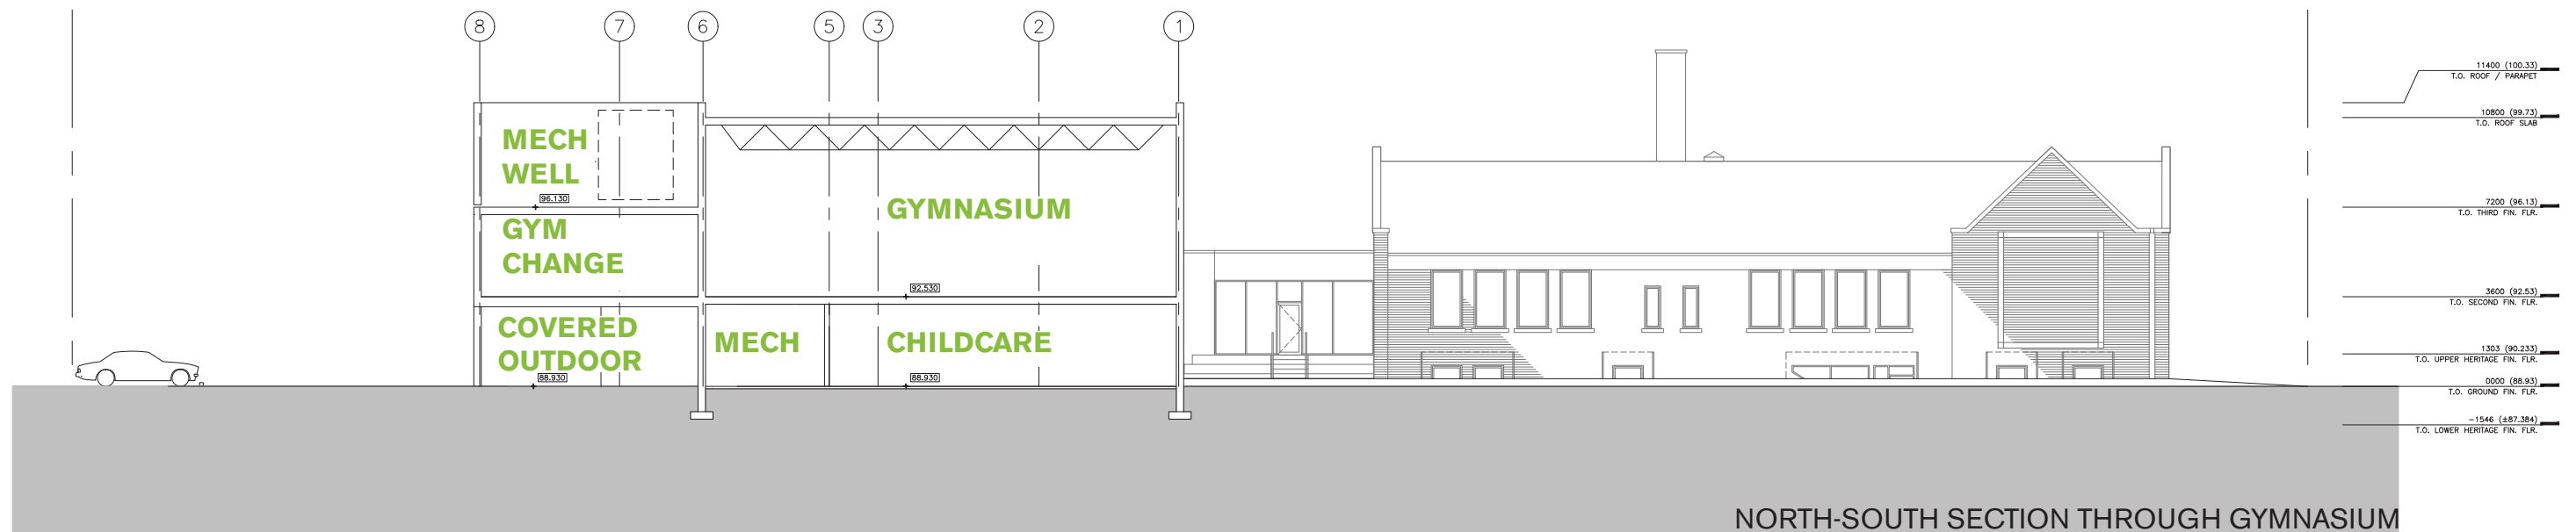 8
7
6
5
3
2
1
11400 (100.33)
T.O. ROOF / PARAPET
10800 (99.73)
T.O. ROOF SLAB
MECH
WELL
96.130
7200 (96.13)
T.O. THIRD FIN. FLR.
GYMNASIUM
GYM
CHANGE
92.530
3600 (92.53)
T.O. SECOND FIN. FLR.
COVERED
OUTDOOR
MECH
CHILDCARE
88.930
88.930
1303 (90.233)
T.O. UPPER HERITAGE FIN. FLR.
0000 (88.93)
T.O. GROUND FIN. FLR.
-1546 (±87.384)
T.O. LOWER HERITAGE FIN. FLR.
NORTH-SOUTH SECTION THROUGH GYMNASIUM